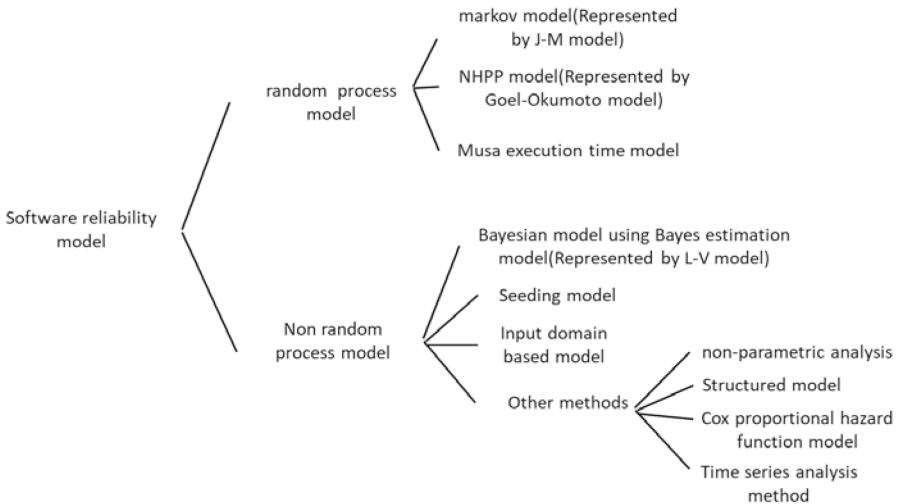 markov model(Represented
by J-M model)
NHPP model(Represented by
Goel-Okumoto model)
random process
model
Musa execution time model
Software reliability
model
Bayesian model using Bayes estimation
model(Represented by L-V model)
Seeding model
Non random
process model
Input domain
based model
Other methods
non-parametric analysis
Structured model
Cox proportional hazard
function model
Time series analysis
method